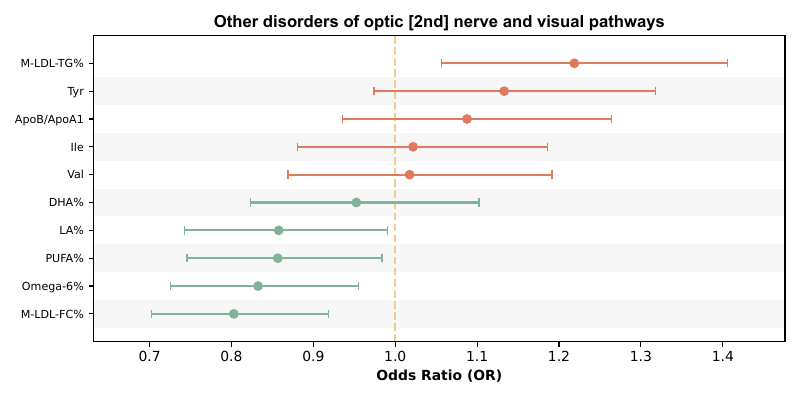 Other disorders of optic [2nd] nerve and visual pathways
M-LDL-TG%
Tyr
ApoB/ApoA1
Ile
Val
DHA%
LA%
PUFA%
Omega-6%
M-LDL-FC%
0.7 0.8 0.9 1.0 1.1 1.2 1.3 1.4
Odds Ratio (OR)